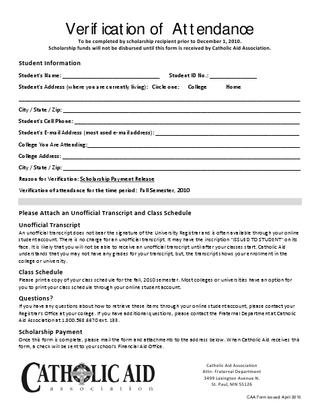 Verification of Attendance
To be completed by scholarship recipient prior to December 1, 2010.
Scholarship funds will not be disbursed until this form is received by Catholic Aid Association.
Student Information
Student's Name: Student ID No.:
Student's Address (where you are currently living): Circle one: College Home
City / State / Zip:
Student's Cell Phone:
Student's E-mail Address (most used e-mail address):
College You Are Attending:
College Address:
City / State / Zip:
Reason for Verification: Scholarship Payment Release
Verification of attendance for the time period: Fall Semester, 2010
Please Attach an Unofficial Transcript and Class Schedule
Unofficial Transcript
An unofficial transcript does not bear the signature of the University Registrar and is often available through your online
student account. There is no charge for an unofficial transcript. It may have the inscription "ISSUED TO STUDENT" on its
face. It is likely that you will not be able to receive an unofficial transcript until after your classes start. Catholic Aid
understands that you may not have any grades for your transcript, but, the transcript shows your enrollment in the
college or university.
Class Schedule
Please print a copy of your class schedule for the fall, 2010 semester. Most colleges or universities have an option for
you to print your class schedule through your online student account.
Questions?
If you have any questions about how to retrieve these items through your online student account, please contact your
Registrar's Office at your college. If you have additional questions, please contact the Fraternal Department at Catholic
Aid Association at 1.800.568.6670 ext. 133.
Scholarship Payment
Once this form is complete, please mail the form and attachments to the address below. When Catholic Aid receives this
form, a check will be sent to your school's Financial Aid Office.
CATHOLIC AID
association
Catholic Aid Association
Attn: Fraternal Department
3499 Lexington Avenue N.
St. Paul, MN 55126
CAA Form issued April 2010